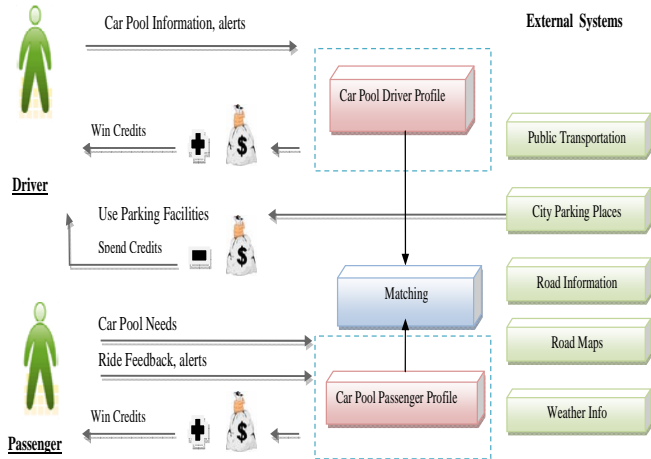 Car Pool Information, alerts
External Systems
Car Pool Driver Profile
Win Credits
$
Public Transportation
Driver
Use Parking Facilities
City Parking Places
Spend Credits
$
Matching
Road Information
Car Pool Needs
Road Maps
Ride Feedback, alerts
Car Pool Passenger Profile
Win Credits
$
Weather Info
Passenger